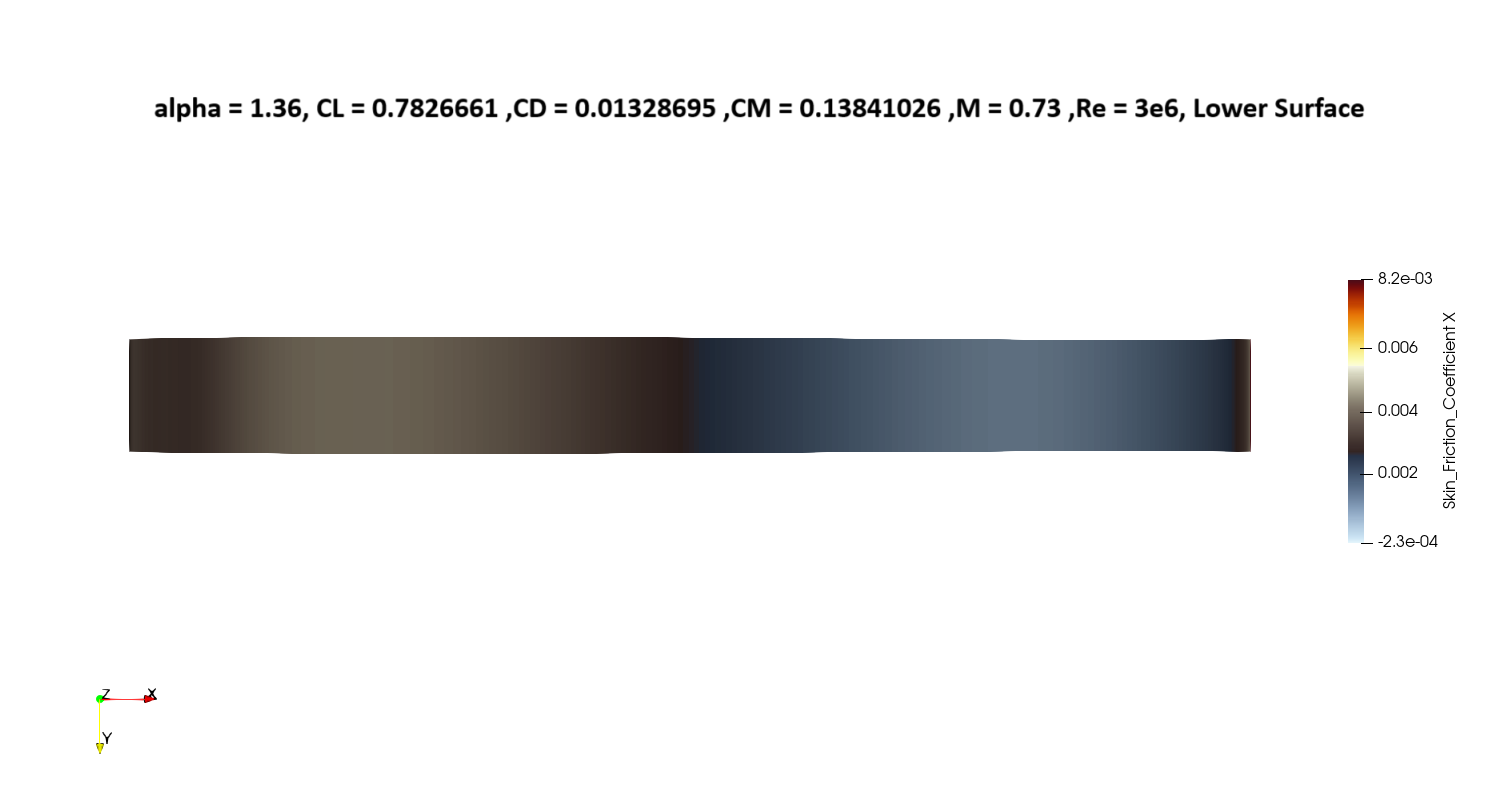 alpha = 1.36, CL = 0.7826661 ,CD = 0.01328695 ,CM = 0.13841026 ,M = 0.73 ,Re = 3e6, Lower Surface
8.2e-03
0.006
0.004
0.002
-2.3e-04
Skin_Friction_Coefficient X
Z
X
Y